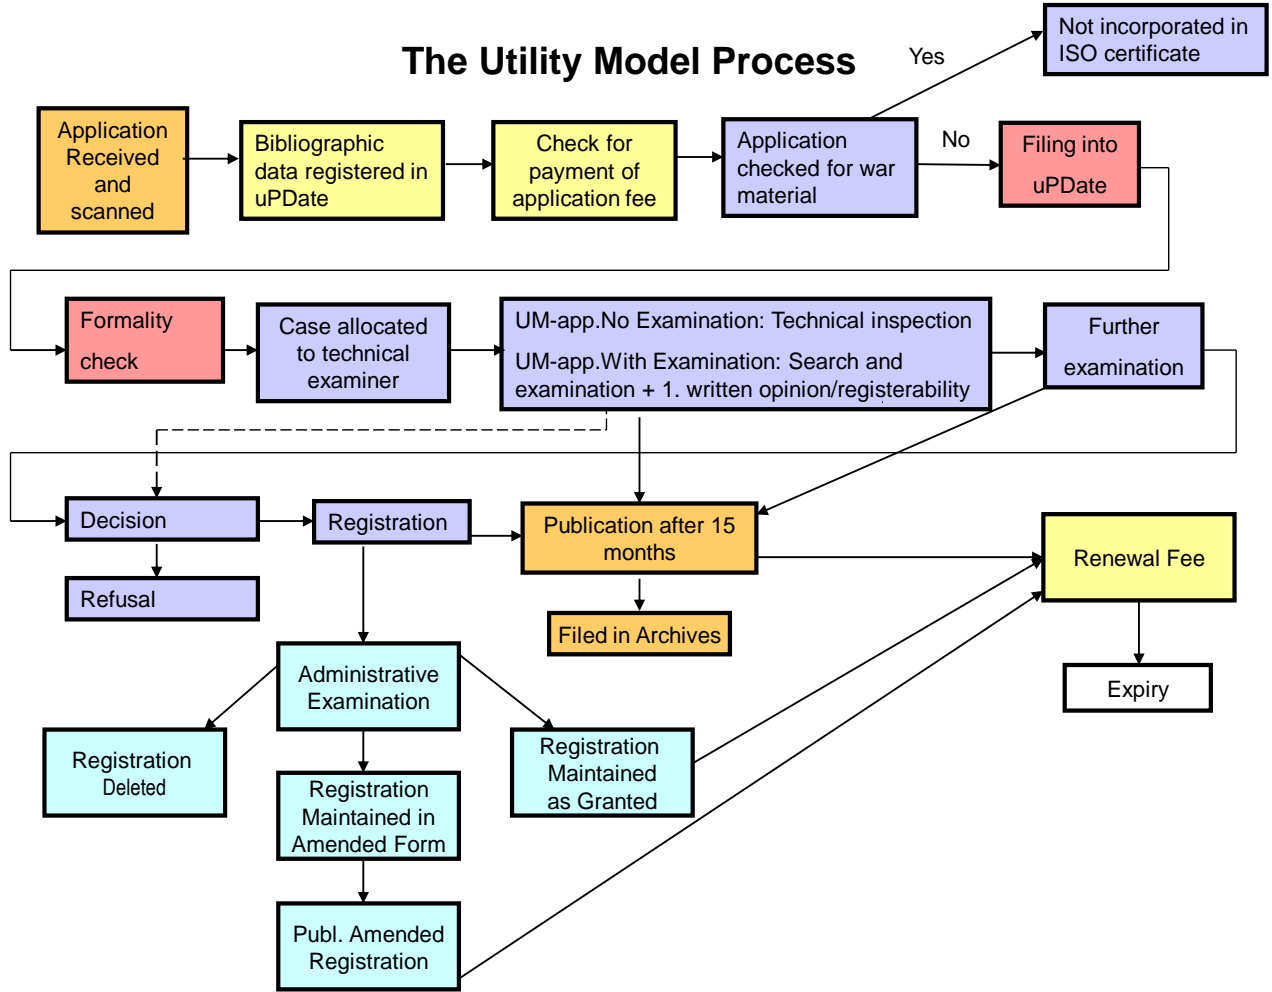 The Utility Model Process
Yes
Not incorporated in
ISO certificate
Application
Received
and
scanned
Bibliographic
data registered in
uPDate
Check for
payment of
application fee
Application
checked for war
material
No
Filing into
uPDate
Formality
check
Case allocated
to technical
examiner
UM-app.No Examination: Technical inspection
UM-app.With Examination: Search and
examination + 1. written opinion/registerability
Further
examination
Decision
Registration
Publication after 15
months
Renewal Fee
Refusal
Filed in Archives
Administrative
Examination
Expiry
Registration
Deleted
Registration
Maintained in
Amended Form
Registration
Maintained
as Granted
Publ. Amended
Registration